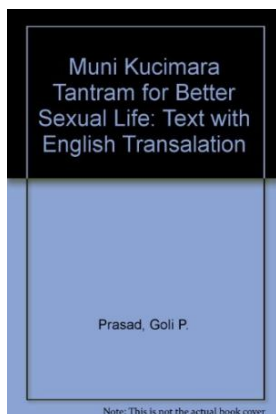 Muni Kucimara
Tantram for Better
Sexual Life: Text with
English Transalation
Prasad, Goli P.
Note: This is not the actual book cover